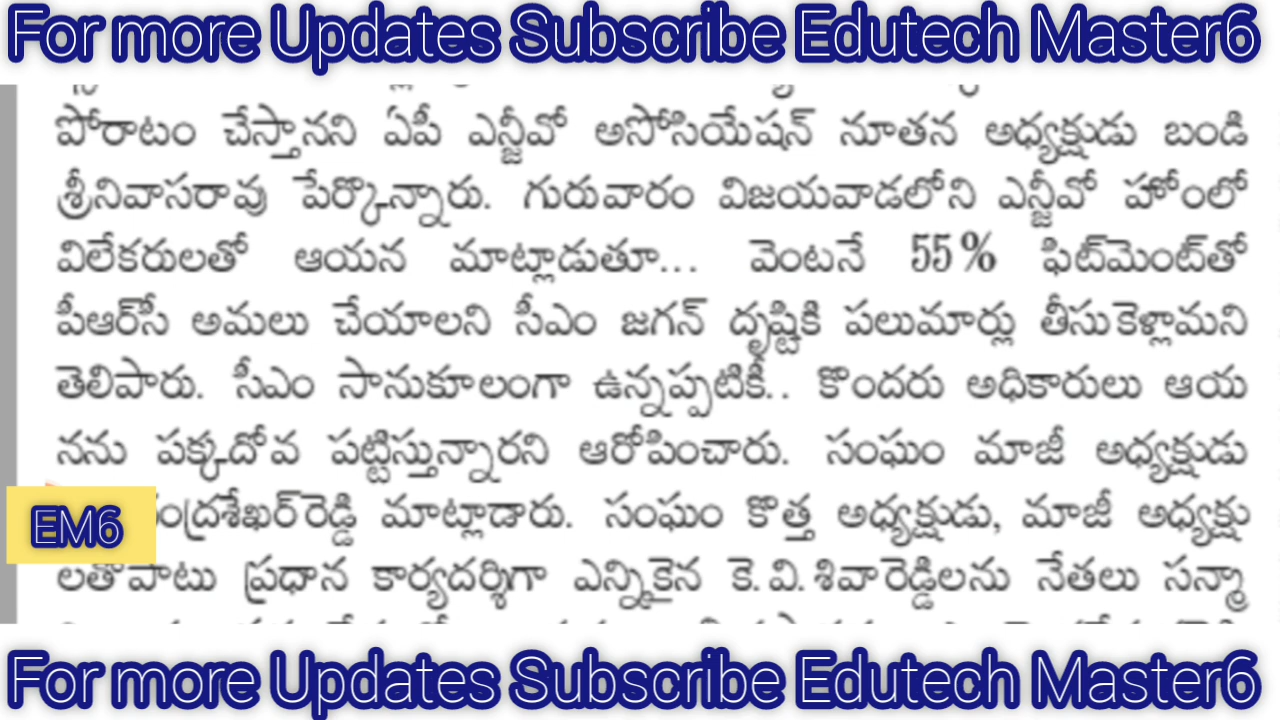 For more Updates Subscribe Edutech Master6
పోరాటం చేస్తానని ఏపీ ఎన్జీవో అసోసియేషన్ నూతన అధ్యక్షుడు బండి
శ్రీనివాసరావు పేర్కొన్నారు. గురువారం విజయవాడలోని ఎన్జీవో హోంలో
విలేకరులతో ఆయన మాట్లాడుతూ... వెంటనే 55% ఫిట్‌మెంట్‌తో
పీఆర్‌సీ అమలు చేయాలని సీఎం జగన్ దృష్టికి పలుమార్లు తీసుకెళ్లామని
తెలిపారు. సీఎం సానుకూలంగా ఉన్నప్పటికీ.. కొందరు అధికారులు ఆయ
నను పక్కదోవ పట్టిస్తున్నారని ఆరోపించారు. సంఘం మాజీ అధ్యక్షుడు
EM6 మాట్లాడారు. సంఘం కొత్త అధ్యక్షుడు, మాజీ అధ్యక్షు
లతోపాటు ప్రధాన కార్యదర్శిగా ఎన్నికైన కె.వి.శివారెడ్డిలను నేతలు సన్మా
For more Updates Subscribe Edutech Master6